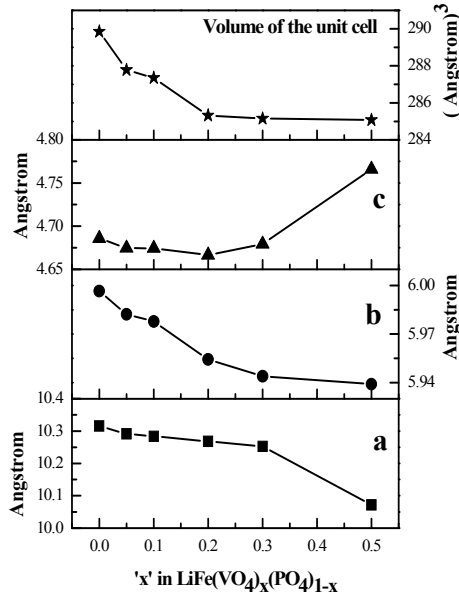 Volume of the unit cell
290
288
286
284
( Angstrom)³
4.80
4.75
4.70
4.65
Angstrom
c
6.00
5.97
5.94
Angstrom
b
10.4
10.3
10.2
10.1
10.0
Angstrom
a
0.0 0.1 0.2 0.3 0.4 0.5
'x' in LiFe(VO₄)ₓ(PO₄)₁₋ₓ